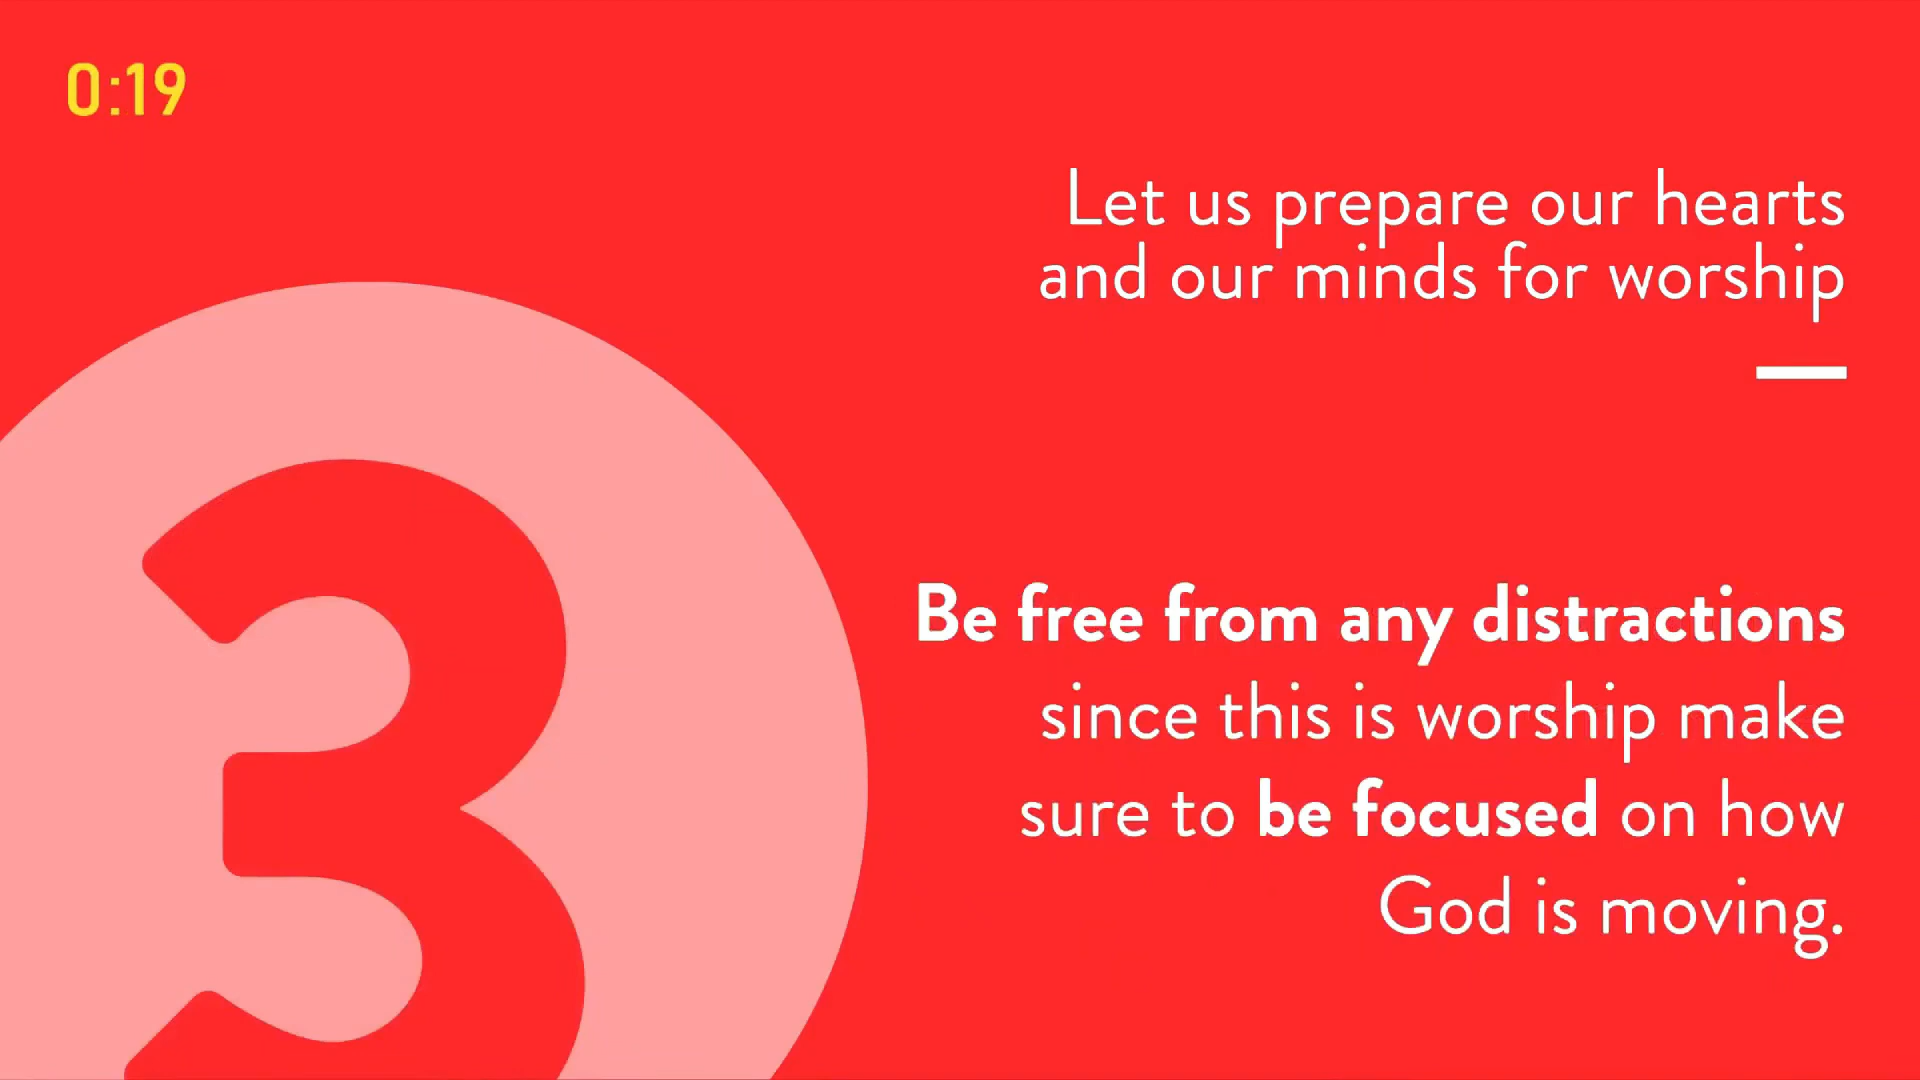 0:19
Let us prepare our hearts
and our minds for worship
3
Be free from any distractions
since this is worship make
sure to be focused on how
God is moving.